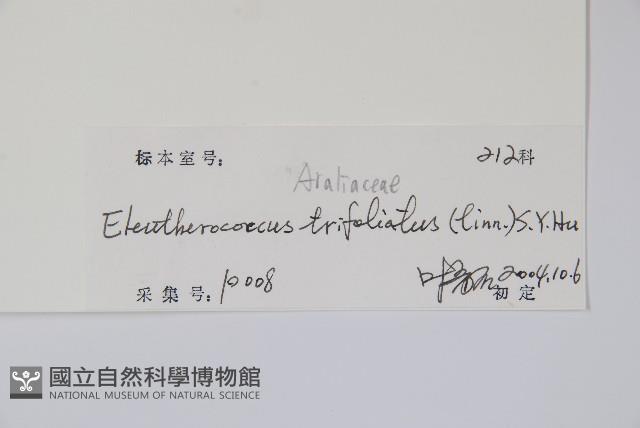 标本室号： 212科
Araliaceae
Eleutherococcus trifoliatus (Linn.) S.Y.Hu
采集号：10008 2004.10.6
初定
國立自然科學博物館
NATIONAL MUSEUM OF NATURAL SCIENCE